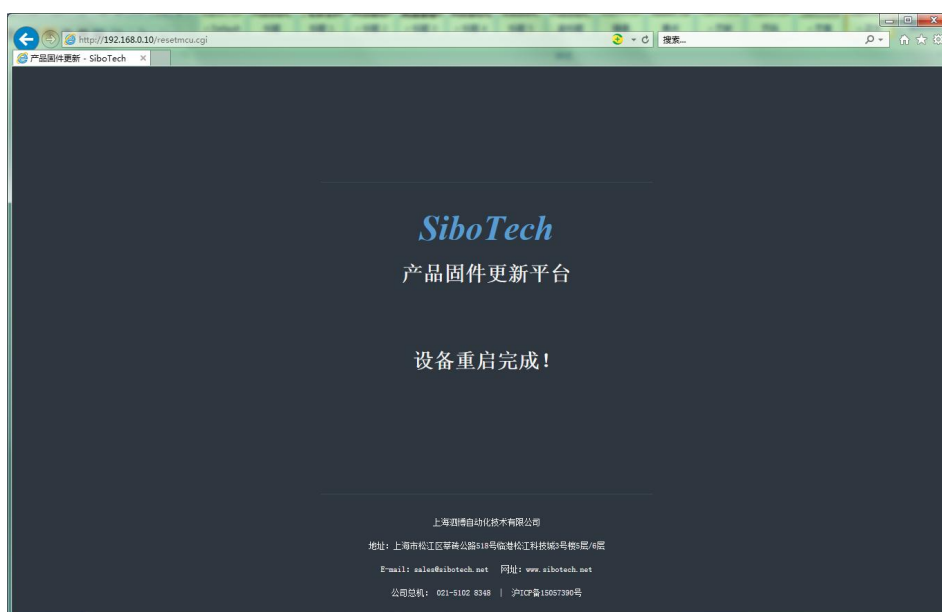 http://192.168.0.10/resetmcu.cgi
搜索...
产品固件更新 - SiboTech
SiboTech
产品固件更新平台
设备重启完成!
上海泗博自动化技术有限公司
地址: 上海市松江区莘砖公路518号临港松江科技城3号楼5层/6层
E-mail: sales@sibotech.net 网址: www.sibotech.net
公司总机: 021-5102 8348 | 沪ICP备15057390号